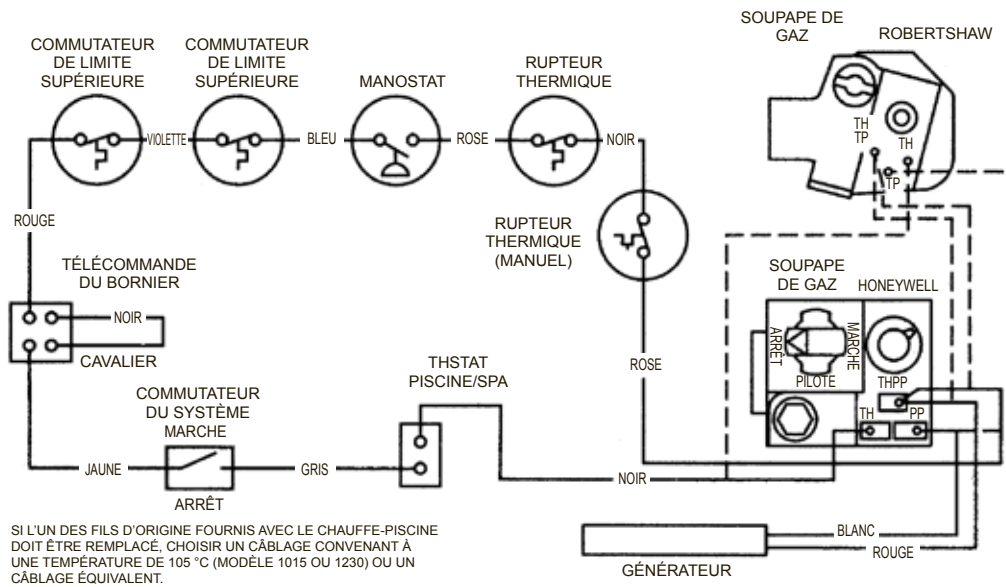 SOUPAPE DE
GAZ
ROBERTSHAW
COMMUTATEUR
DE LIMITE
SUPÉRIEURE
COMMUTATEUR
DE LIMITE
SUPÉRIEURE
MANOSTAT
RUPTEUR
THERMIQUE
TH
TP
TH
TP
VIOLETTE
BLEU
ROSE
NOIR
ROUGE
RUPTEUR
THERMIQUE
(MANUEL)
TÉLÉCOMMANDE
DU BORNIER
NOIR
CAVALIER
SOUPAPE
DE GAZ
HONEYWELL
ARRÊT
MARCHE
PILOTE
THPP
TH
PP
ROSE
THSTAT
PISCINE/SPA
COMMUTATEUR
DU SYSTÈME
MARCHE
JAUNE
GRIS
ARRÊT
NOIR
BLANC
ROUGE
GÉNÉRATEUR
SI L'UN DES FILS D'ORIGINE FOURNIS AVEC LE CHAUFFE-PISCINE
DOIT ÊTRE REMPLACÉ, CHOISIR UN CÂBLAGE CONVENANT À
UNE TEMPÉRATURE DE 105 °C (MODÈLE 1015 OU 1230) OU UN
CÂBLAGE ÉQUIVALENT.